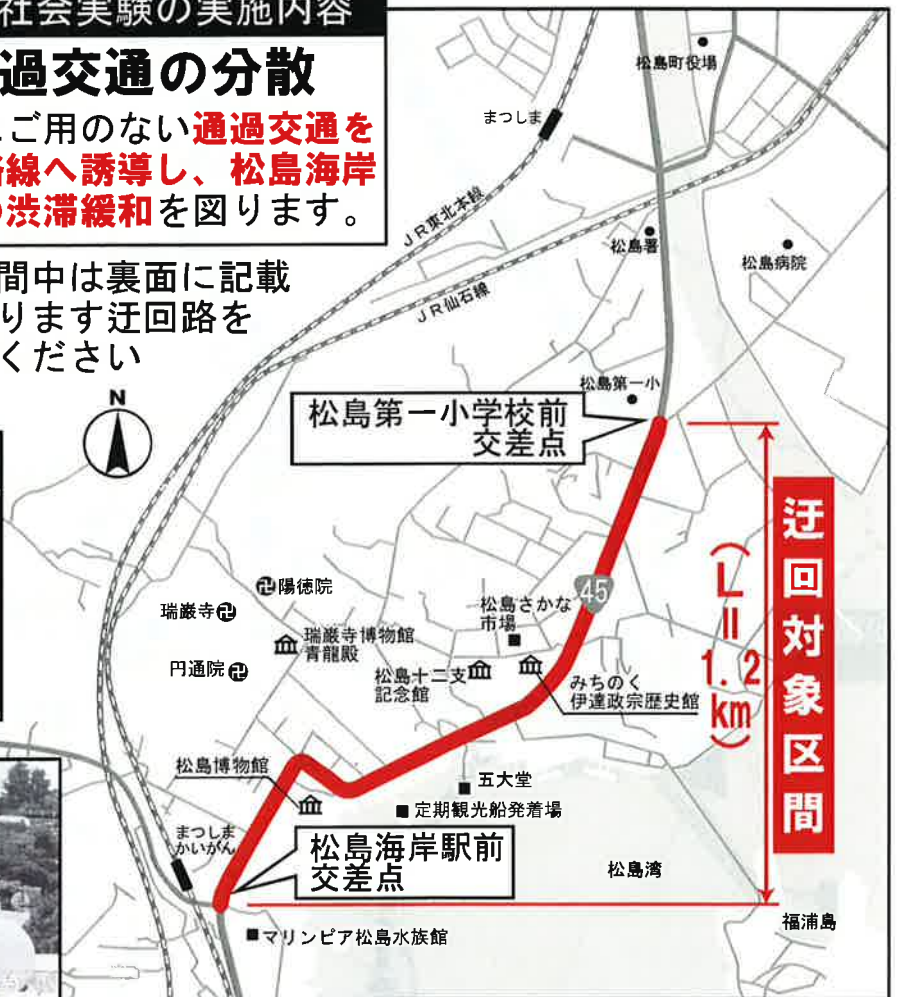 社会実験の実施内容
過交通の分散
ご用のない通過交通を
路線へ誘導し、松島海岸
の渋滞緩和を図ります。
間中は裏面に記載
ります迂回路を
ください
N
松島町役場
まつしま
JR東北本線
松島署
松島病院
JR仙石線
松島第一小
松島第一小学校前
交差点
迂回対象区間
(L=1.2km)
45
陽徳院
瑞巌寺
松島さかな
市場
瑞巌寺博物館
青龍殿
円通院
松島十二支
記念館
みちのく
伊達政宗歴史館
松島博物館
五大堂
定期観光船発着場
まつしま
かいがん
松島海岸駅前
交差点
松島湾
福浦島
マリンピア松島水族館